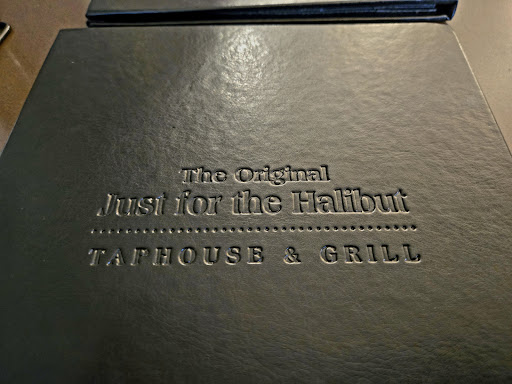 The Original
Just for the Halibut
TAPHOUSE & GRILL